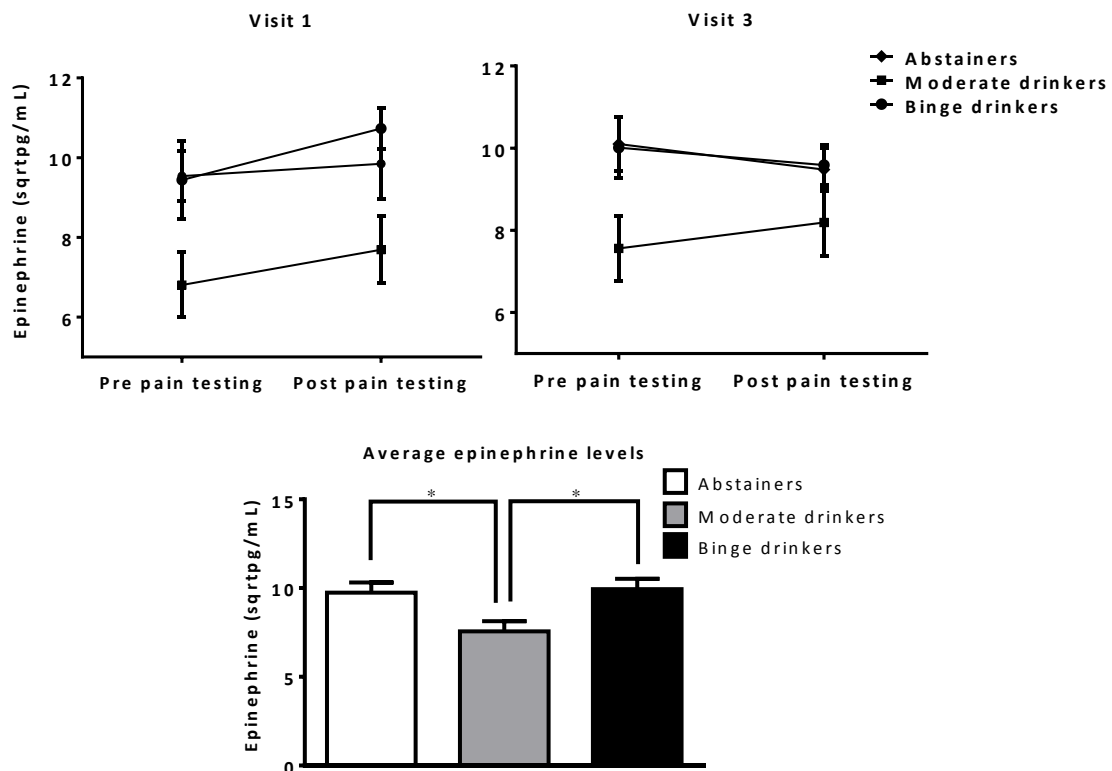 Visit 1
Visit 3
Abstainers
Moderate drinkers
Binge drinkers
Epinephrine (sqrtpg/mL)
12
10
8
6
Pre pain testing Post pain testing
12
10
8
6
Pre pain testing Post pain testing
Average epinephrine levels
Abstainers
Moderate drinkers
Binge drinkers
Epinephrine (sqrtpg/mL)
15
10
5
0
* *